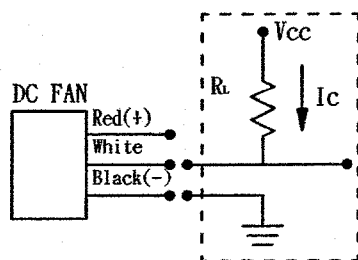 Vcc
RL
Ic
DC FAN
Red(+)
White
Black(-)